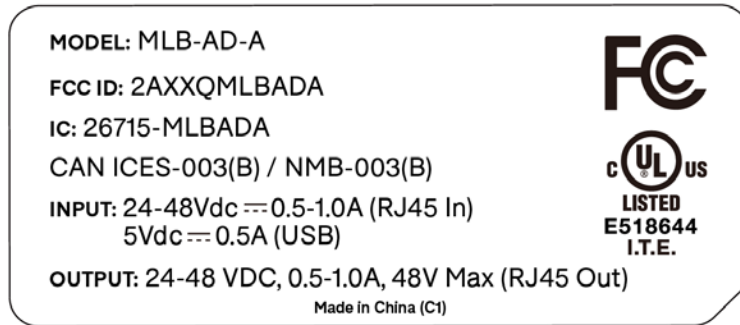 MODEL: MLB-AD-A
FCC ID: 2AXXQMLBADA
IC: 26715-MLBADA
CAN ICES-003(B) / NMB-003(B)
INPUT: 24-48Vdc ⎓ 0.5-1.0A (RJ45 In)
5Vdc ⎓ 0.5A (USB)
OUTPUT: 24-48 VDC, 0.5-1.0A, 48V Max (RJ45 Out)
Made in China (C1)
FC
C UL ® US
LISTED
E518644
I.T.E.